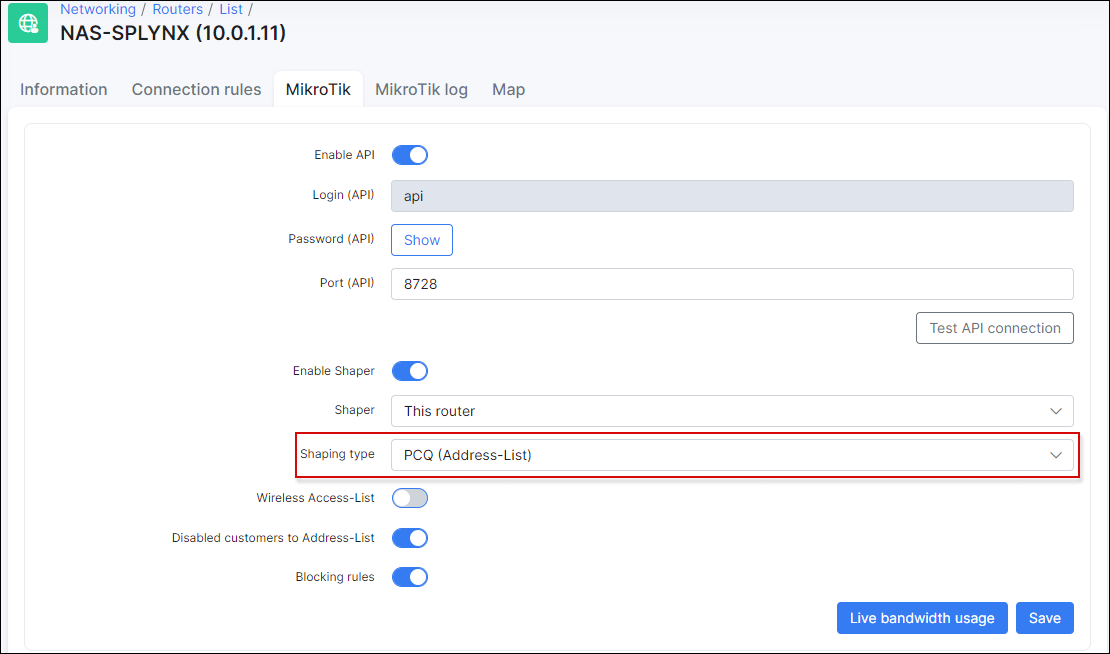 Networking / Routers / List /
NAS-SPLYNX (10.0.1.11)
Information Connection rules MikroTik MikroTik log Map
Enable API
Login (API) api
Password (API) Show
Port (API) 8728
Test API connection
Enable Shaper
Shaper This router
Shaping type PCQ (Address-List)
Wireless Access-List
Disabled customers to Address-List
Blocking rules
Live bandwidth usage Save